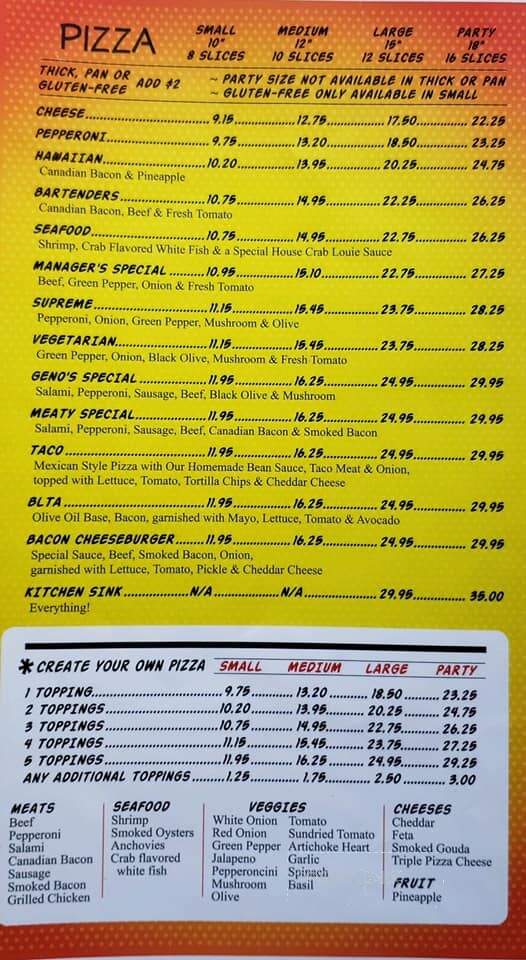 PIZZA
SMALL MEDIUM LARGE PARTY
10" 12" 15" 18"
8 SLICES 10 SLICES 12 SLICES 16 SLICES
THICK, PAN OR GLUTEN-FREE ADD $2
~ PARTY SIZE NOT AVAILABLE IN THICK OR PAN
~ GLUTEN-FREE ONLY AVAILABLE IN SMALL
CHEESE 9.15 12.75 17.50 22.25
PEPPERONI 9.75 13.20 18.50 23.25
HAWAIIAN 10.20 13.95 20.25 24.75
Canadian Bacon & Pineapple
BARTENDERS 10.75 14.95 22.25 26.25
Canadian Bacon, Beef & Fresh Tomato
SEAFOOD 10.75 14.95 22.75 26.25
Shrimp, Crab Flavored White Fish & a Special House Crab Louie Sauce
MANAGER'S SPECIAL 10.95 15.10 22.75 27.25
Beef, Green Pepper, Onion & Fresh Tomato
SUPREME 11.15 15.45 23.75 28.25
Pepperoni, Onion, Green Pepper, Mushroom & Olive
VEGETARIAN 11.15 15.45 23.75 28.25
Green Pepper, Onion, Black Olive, Mushroom & Fresh Tomato
GENO'S SPECIAL 11.95 16.25 24.95 29.95
Salami, Pepperoni, Sausage, Beef, Black Olive & Mushroom
MEATY SPECIAL 11.95 16.25 24.95 29.95
Salami, Pepperoni, Sausage, Beef, Canadian Bacon & Smoked Bacon
TACO 11.95 16.25 24.95 29.95
Mexican Style Pizza with Our Homemade Bean Sauce, Taco Meat & Onion,
topped with Lettuce, Tomato, Tortilla Chips & Cheddar Cheese
BLTA 11.95 16.25 24.95 29.95
Olive Oil Base, Bacon, garnished with Mayo, Lettuce, Tomato & Avocado
BACON CHEESEBURGER 11.95 16.25 24.95 29.95
Special Sauce, Beef, Smoked Bacon, Onion,
garnished with Lettuce, Tomato, Pickle & Cheddar Cheese
KITCHEN SINK N/A N/A 29.95 35.00
Everything!
* CREATE YOUR OWN PIZZA SMALL MEDIUM LARGE PARTY
1 TOPPING 9.75 13.20 18.50 23.25
2 TOPPINGS 10.20 13.95 20.25 24.75
3 TOPPINGS 10.75 14.95 22.75 26.25
4 TOPPINGS 11.15 15.45 23.75 27.25
5 TOPPINGS 11.95 16.25 24.95 29.25
ANY ADDITIONAL TOPPINGS 1.25 1.75 2.50 3.00
MEATS
Beef
Pepperoni
Salami
Canadian Bacon
Sausage
Smoked Bacon
Grilled Chicken
SEAFOOD
Shrimp
Smoked Oysters
Anchovies
Crab flavored
white fish
VEGGIES
White Onion
Red Onion
Green Pepper
Jalapeno
Pepperoncini
Mushroom
Olive
Tomato
Sundried Tomato
Artichoke Heart
Garlic
Spinach
Basil
CHEESES
Cheddar
Feta
Smoked Gouda
Triple Pizza Cheese
FRUIT
Pineapple